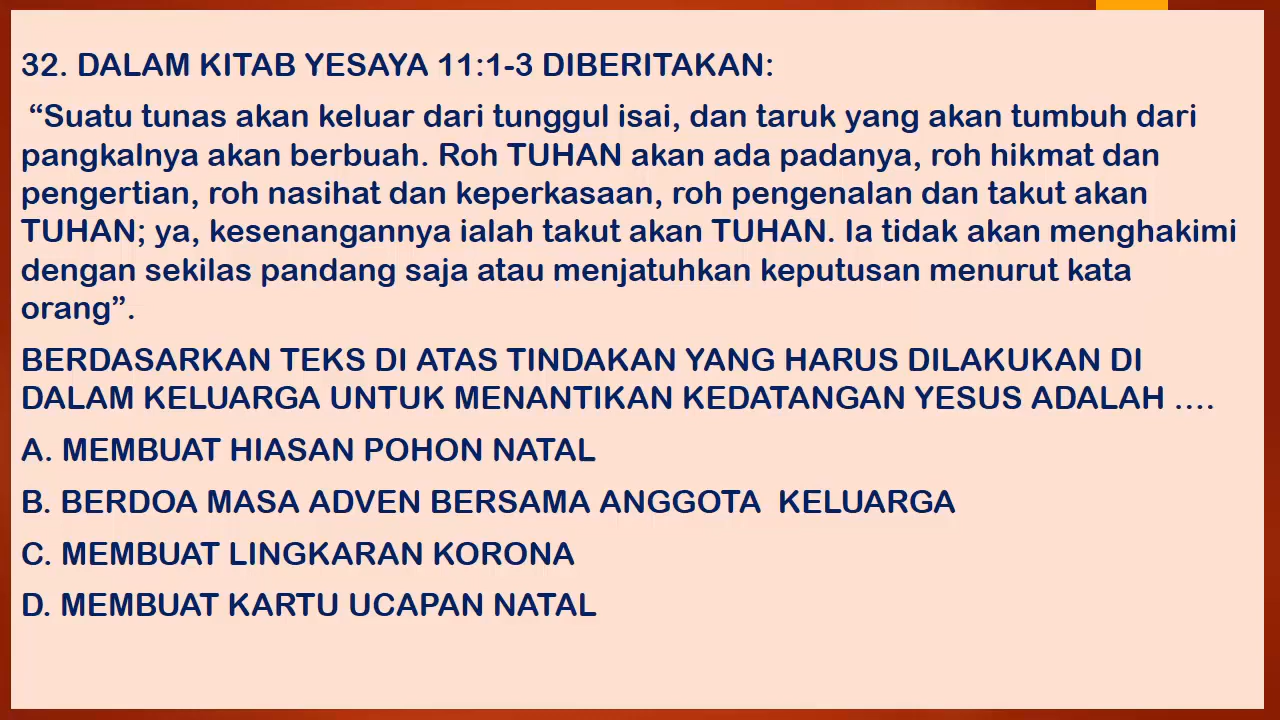 32. DALAM KITAB YESAYA 11:1-3 DIBERITAKAN:
“Suatu tunas akan keluar dari tunggul isai, dan taruk yang akan tumbuh dari
pangkalnya akan berbuah. Roh TUHAN akan ada padanya, roh hikmat dan
pengertian, roh nasihat dan keperkasaan, roh pengenalan dan takut akan
TUHAN; ya, kesenangannya ialah takut akan TUHAN. Ia tidak akan menghakimi
dengan sekilas pandang saja atau menjatuhkan keputusan menurut kata
orang”.
BERDASARKAN TEKS DI ATAS TINDAKAN YANG HARUS DILAKUKAN DI
DALAM KELUARGA UNTUK MENANTIKAN KEDATANGAN YESUS ADALAH ....
A. MEMBUAT HIASAN POHON NATAL
B. BERDOA MASA ADVEN BERSAMA ANGGOTA  KELUARGA
C. MEMBUAT LINGKARAN KORONA
D. MEMBUAT KARTU UCAPAN NATAL